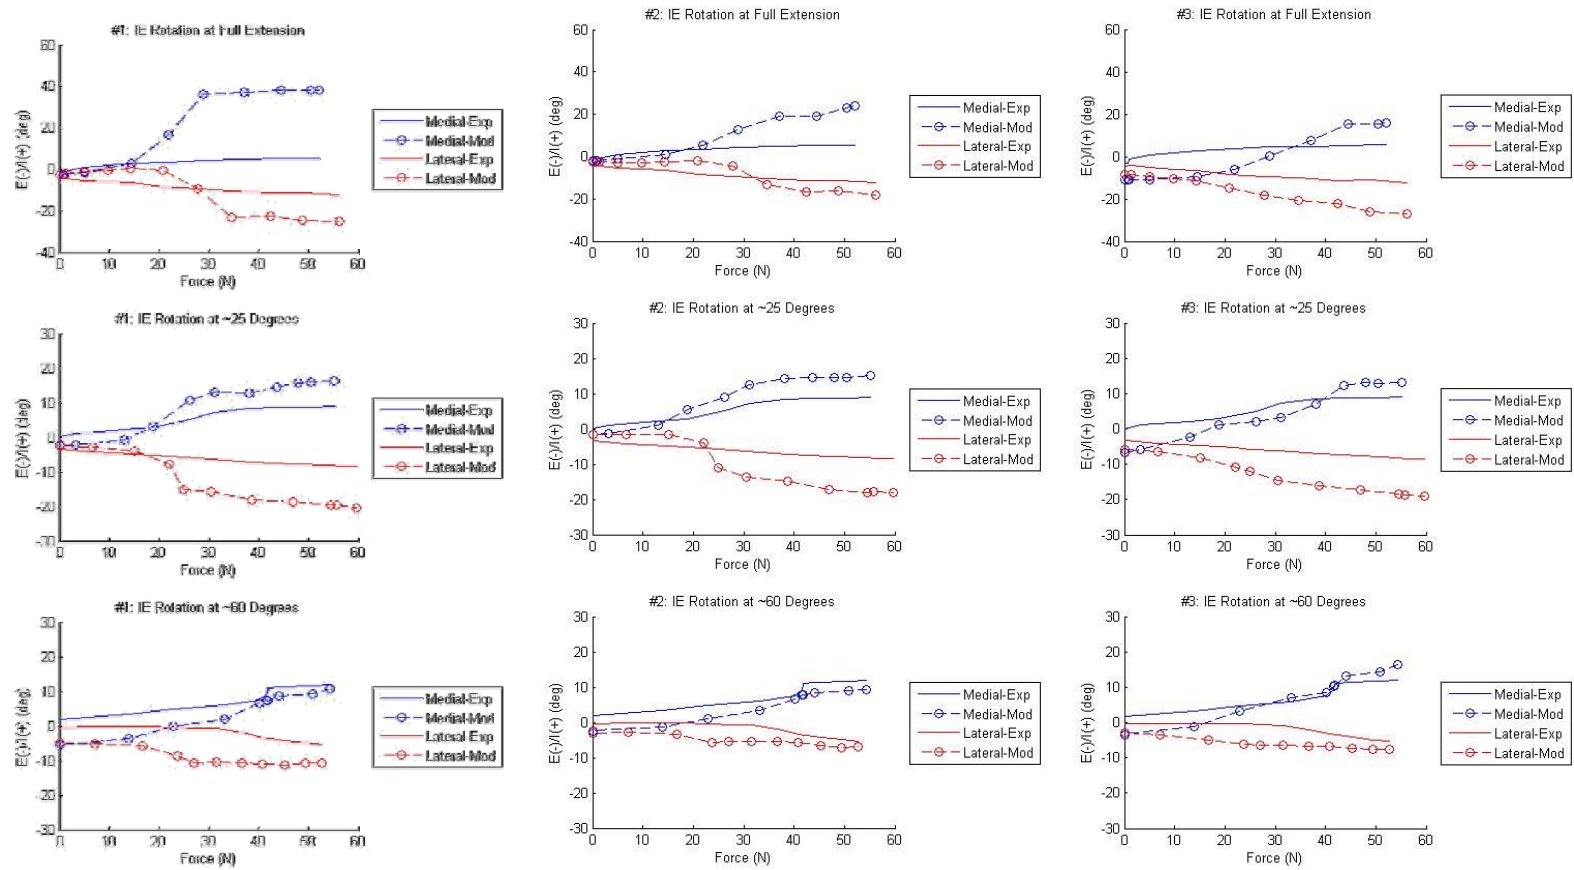 #1: IE Rotation at Full Extension
60
40
20
0
-20
-40
E(-)/I(+) (deg)
0 10 20 30 40 50 60
Force (N)
Medial-Exp
Medial-Mod
Lateral-Exp
Lateral-Mod
#2: IE Rotation at Full Extension
60
40
20
0
-20
-40
E(-)/I(+) (deg)
0 10 20 30 40 50 60
Force (N)
Medial-Exp
Medial-Mod
Lateral-Exp
Lateral-Mod
#3: IE Rotation at Full Extension
60
40
20
0
-20
-40
E(-)/I(+) (deg)
0 10 20 30 40 50 60
Force (N)
Medial-Exp
Medial-Mod
Lateral-Exp
Lateral-Mod
#1: IE Rotation at ~25 Degrees
30
20
10
0
-10
-20
-30
E(-)/I(+) (deg)
0 10 20 30 40 50 60
Force (N)
Medial-Exp
Medial-Mod
Lateral-Exp
Lateral-Mod
#2: IE Rotation at ~25 Degrees
30
20
10
0
-10
-20
-30
E(-)/I(+) (deg)
0 10 20 30 40 50 60
Force (N)
Medial-Exp
Medial-Mod
Lateral-Exp
Lateral-Mod
#3: IE Rotation at ~25 Degrees
30
20
10
0
-10
-20
-30
E(-)/I(+) (deg)
0 10 20 30 40 50 60
Force (N)
Medial-Exp
Medial-Mod
Lateral-Exp
Lateral-Mod
#1: IE Rotation at ~60 Degrees
30
20
10
0
-10
-20
-30
E(-)/I(+) (deg)
0 10 20 30 40 50 60
Force (N)
Medial-Exp
Medial-Mod
Lateral-Exp
Lateral-Mod
#2: IE Rotation at ~60 Degrees
30
20
10
0
-10
-20
-30
E(-)/I(+) (deg)
0 10 20 30 40 50 60
Force (N)
Medial-Exp
Medial-Mod
Lateral-Exp
Lateral-Mod
#3: IE Rotation at ~60 Degrees
30
20
10
0
-10
-20
-30
E(-)/I(+) (deg)
0 10 20 30 40 50 60
Force (N)
Medial-Exp
Medial-Mod
Lateral-Exp
Lateral-Mod